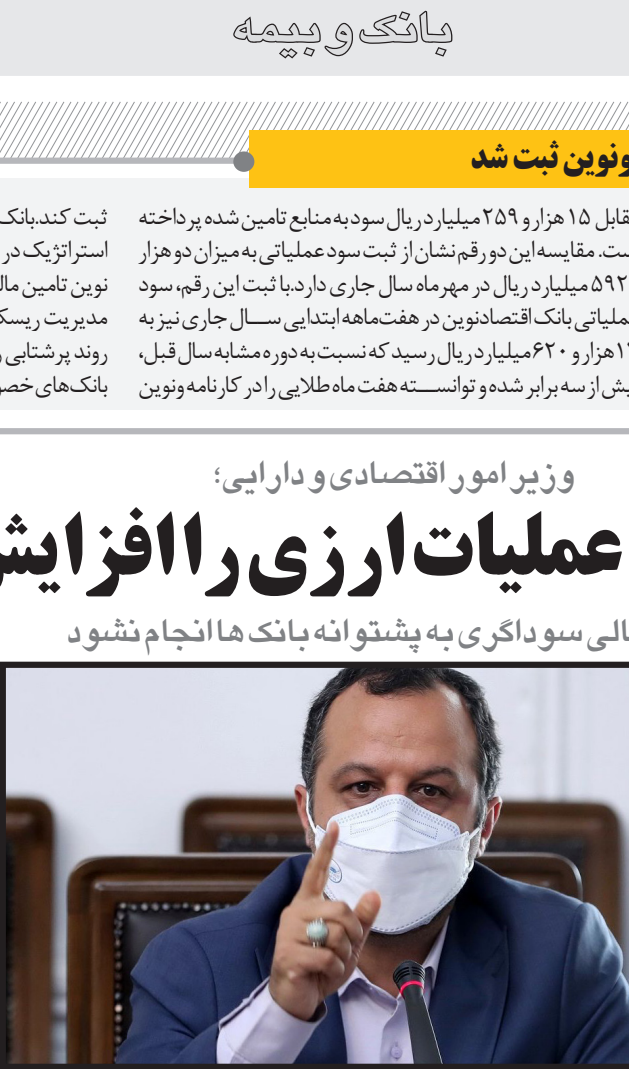 بانک و بیمه
ونوین ثبت شد
قابل ۱۵ هزار و ۲۵۹ میلیارد ریال سود به منابع تامین شده پرداخته
ست. مقایسه این دو رقم نشان از ثبت سود عملیاتی به میزان دو هزار
۵۹۲ میلیارد ریال در مهرماه سال جاری دارد.با ثبت این رقم، سود
عملیاتی بانک اقتصادنوین در هفت‌ماهه ابتدایی سال جاری نیز به
هزار و ۶۲۰ میلیارد ریال رسید که نسبت به دوره مشابه سال قبل،
یش از سه برابر شده و توانسته هفت ماه طلایی را در کارنامه ونوین
ثبت کند.بانک
استراتژیک در
نوین تامین مال
مدیریت ریسک
روند پرشتابی
بانک‌های خصو
وزیر امور اقتصادی و دارایی؛
عملیات ارزی را افزایش
الی سوداگری به پشتوانه بانک ها انجام نشود